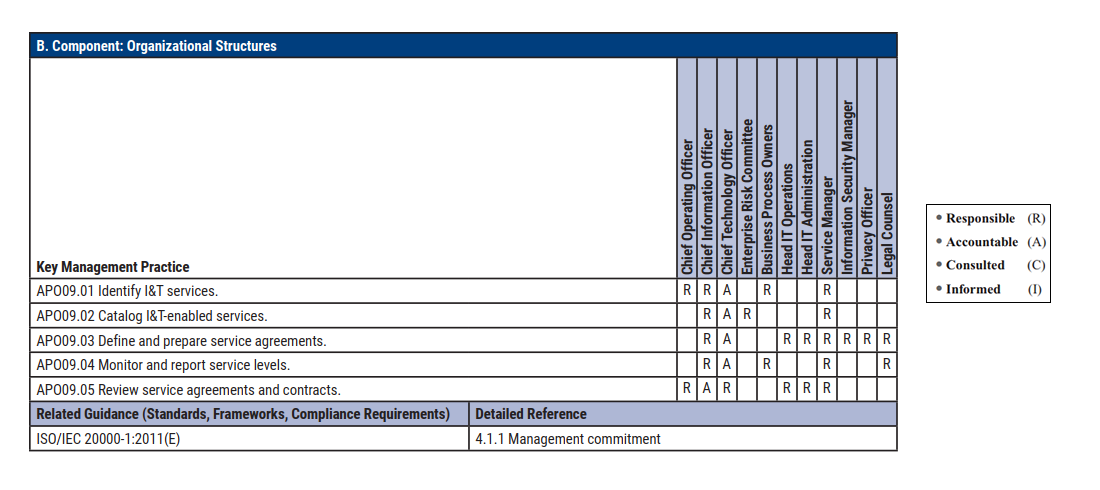 B. Component: Organizational Structures
Key Management Practice
Chief Operating Officer
Chief Information Officer
Chief Technology Officer
Enterprise Risk Committee
Business Process Owners
Head IT Operations
Head IT Administration
Service Manager
Information Security Manager
Privacy Officer
Legal Counsel
APO09.01 Identify I&T services. R R A R R
APO09.02 Catalog I&T-enabled services. R A R R
APO09.03 Define and prepare service agreements. R A R R R R R R
APO09.04 Monitor and report service levels. R A R R R
APO09.05 Review service agreements and contracts. R A R R R R
Related Guidance (Standards, Frameworks, Compliance Requirements) Detailed Reference
ISO/IEC 20000-1:2011(E) 4.1.1 Management commitment
• Responsible (R)
• Accountable (A)
• Consulted (C)
• Informed (I)